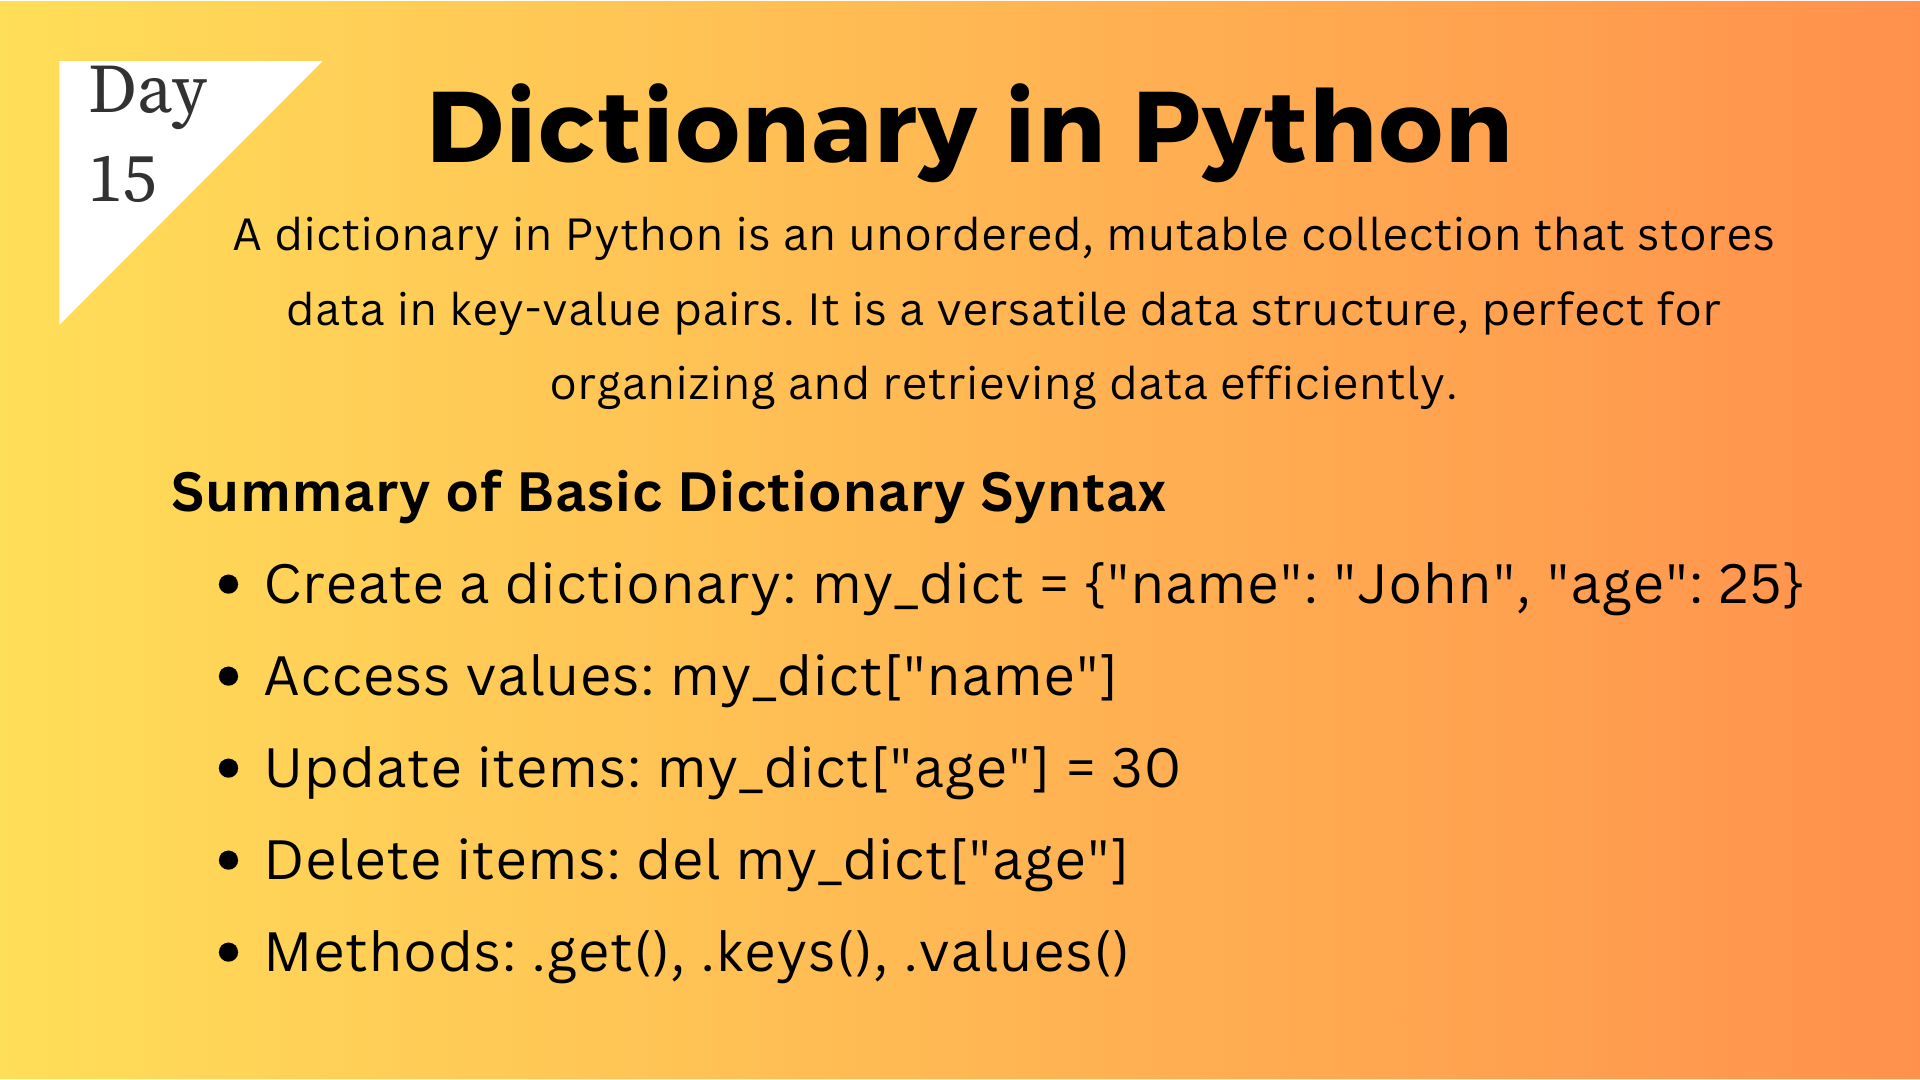 Day
15
Dictionary in Python
A dictionary in Python is an unordered, mutable collection that stores
data in key-value pairs. It is a versatile data structure, perfect for
organizing and retrieving data efficiently.
Summary of Basic Dictionary Syntax
• Create a dictionary: my_dict = {"name": "John", "age": 25}
• Access values: my_dict["name"]
• Update items: my_dict["age"] = 30
• Delete items: del my_dict["age"]
• Methods: .get(), .keys(), .values()